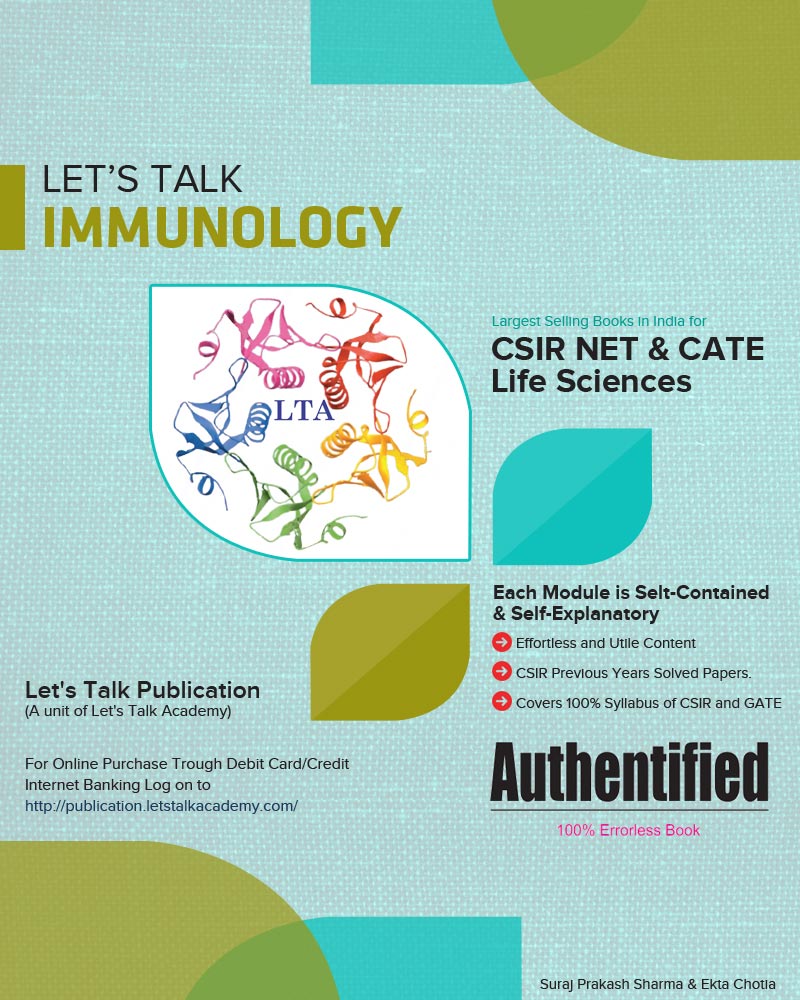 LET'S TALK
IMMUNOLOGY
LTA
Largest Selling Books in India for
CSIR NET & CATE
Life Sciences
Each Module is Selt-Contained
& Self-Explanatory
Effortless and Utile Content
CSIR Previous Years Solved Papers.
Covers 100% Syllabus of CSIR and GATE
Let's Talk Publication
(A unit of Let's Talk Academy)
For Online Purchase Trough Debit Card/Credit
Internet Banking Log on to
http://publication.letstalkacademy.com/
Authentified
100% Errorless Book
Suraj Prakash Sharma & Ekta Chotia